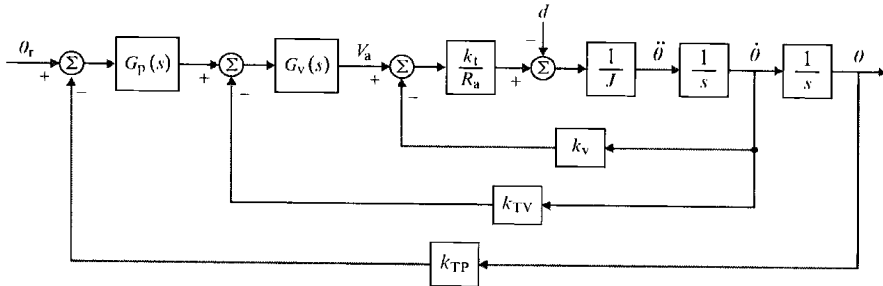 d
θr + Σ − Gp(s) + Σ − Gv(s) Va + Σ − kt/Ra + Σ − 1/J θ̈ 1/s θ̇ 1/s θ
kv
kTV
kTP